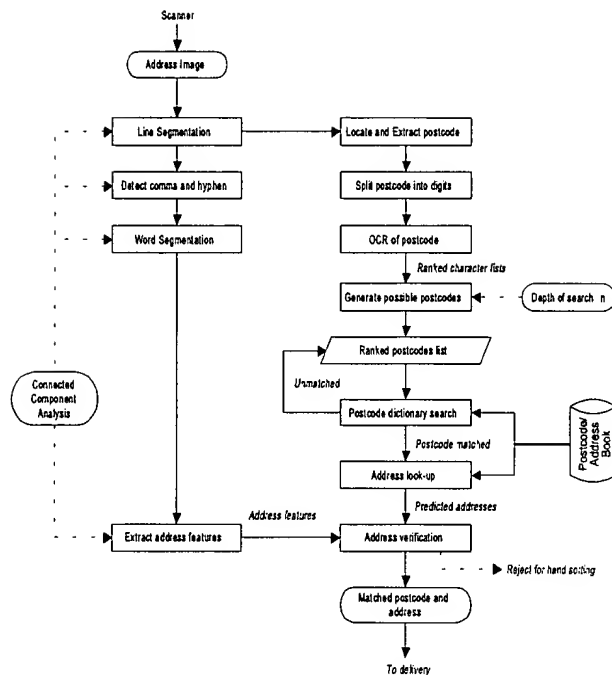 Scanner
Address Image
Line Segmentation
Locate and Extract postcode
Detect comma and hyphen
Split postcode into digits
Word Segmentation
OCR of postcode
Ranked character lists
Generate possible postcodes
Depth of search n
Ranked postcodes list
Unmatched
Connected
Component
Analysis
Postcode dictionary search
Postcode/
Address
Book
Postcode matched
Address look-up
Address features
Predicted addresses
Extract address features
Address verification
Reject for hand sorting
Matched postcode and
address
To delivery